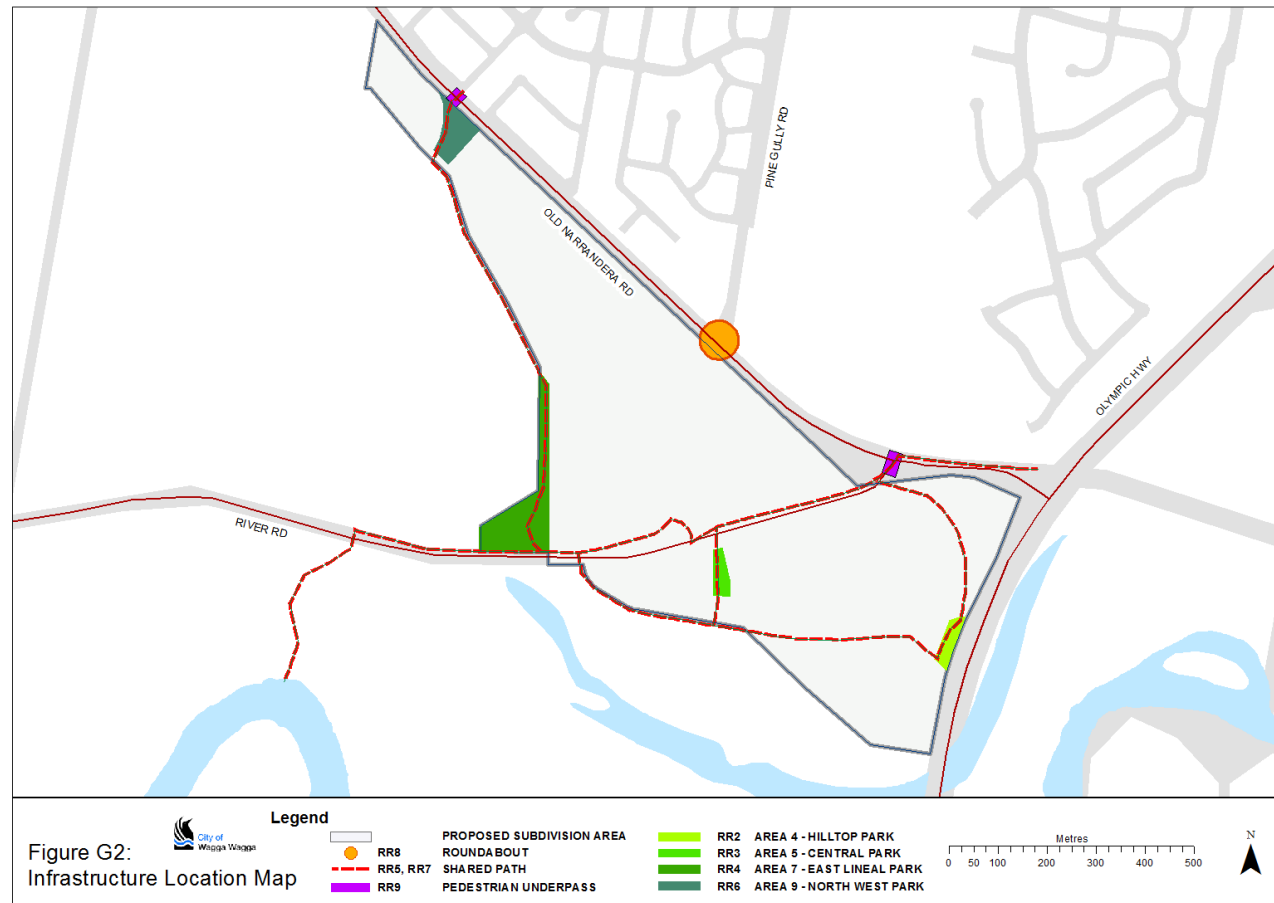 PINE GULLY RD
OLD NARRANDERA RD
OLYMPIC HWY
RIVER RD
Figure G2:
Infrastructure Location Map
City of
Wagga Wagga
Legend
PROPOSED SUBDIVISION AREA
RR8 ROUNDABOUT
RR5, RR7 SHARED PATH
RR9 PEDESTRIAN UNDERPASS
RR2 AREA 4 - HILLTOP PARK
RR3 AREA 5 - CENTRAL PARK
RR4 AREA 7 - EAST LINEAL PARK
RR6 AREA 9 - NORTH WEST PARK
Metres
0 50 100 200 300 400 500
N